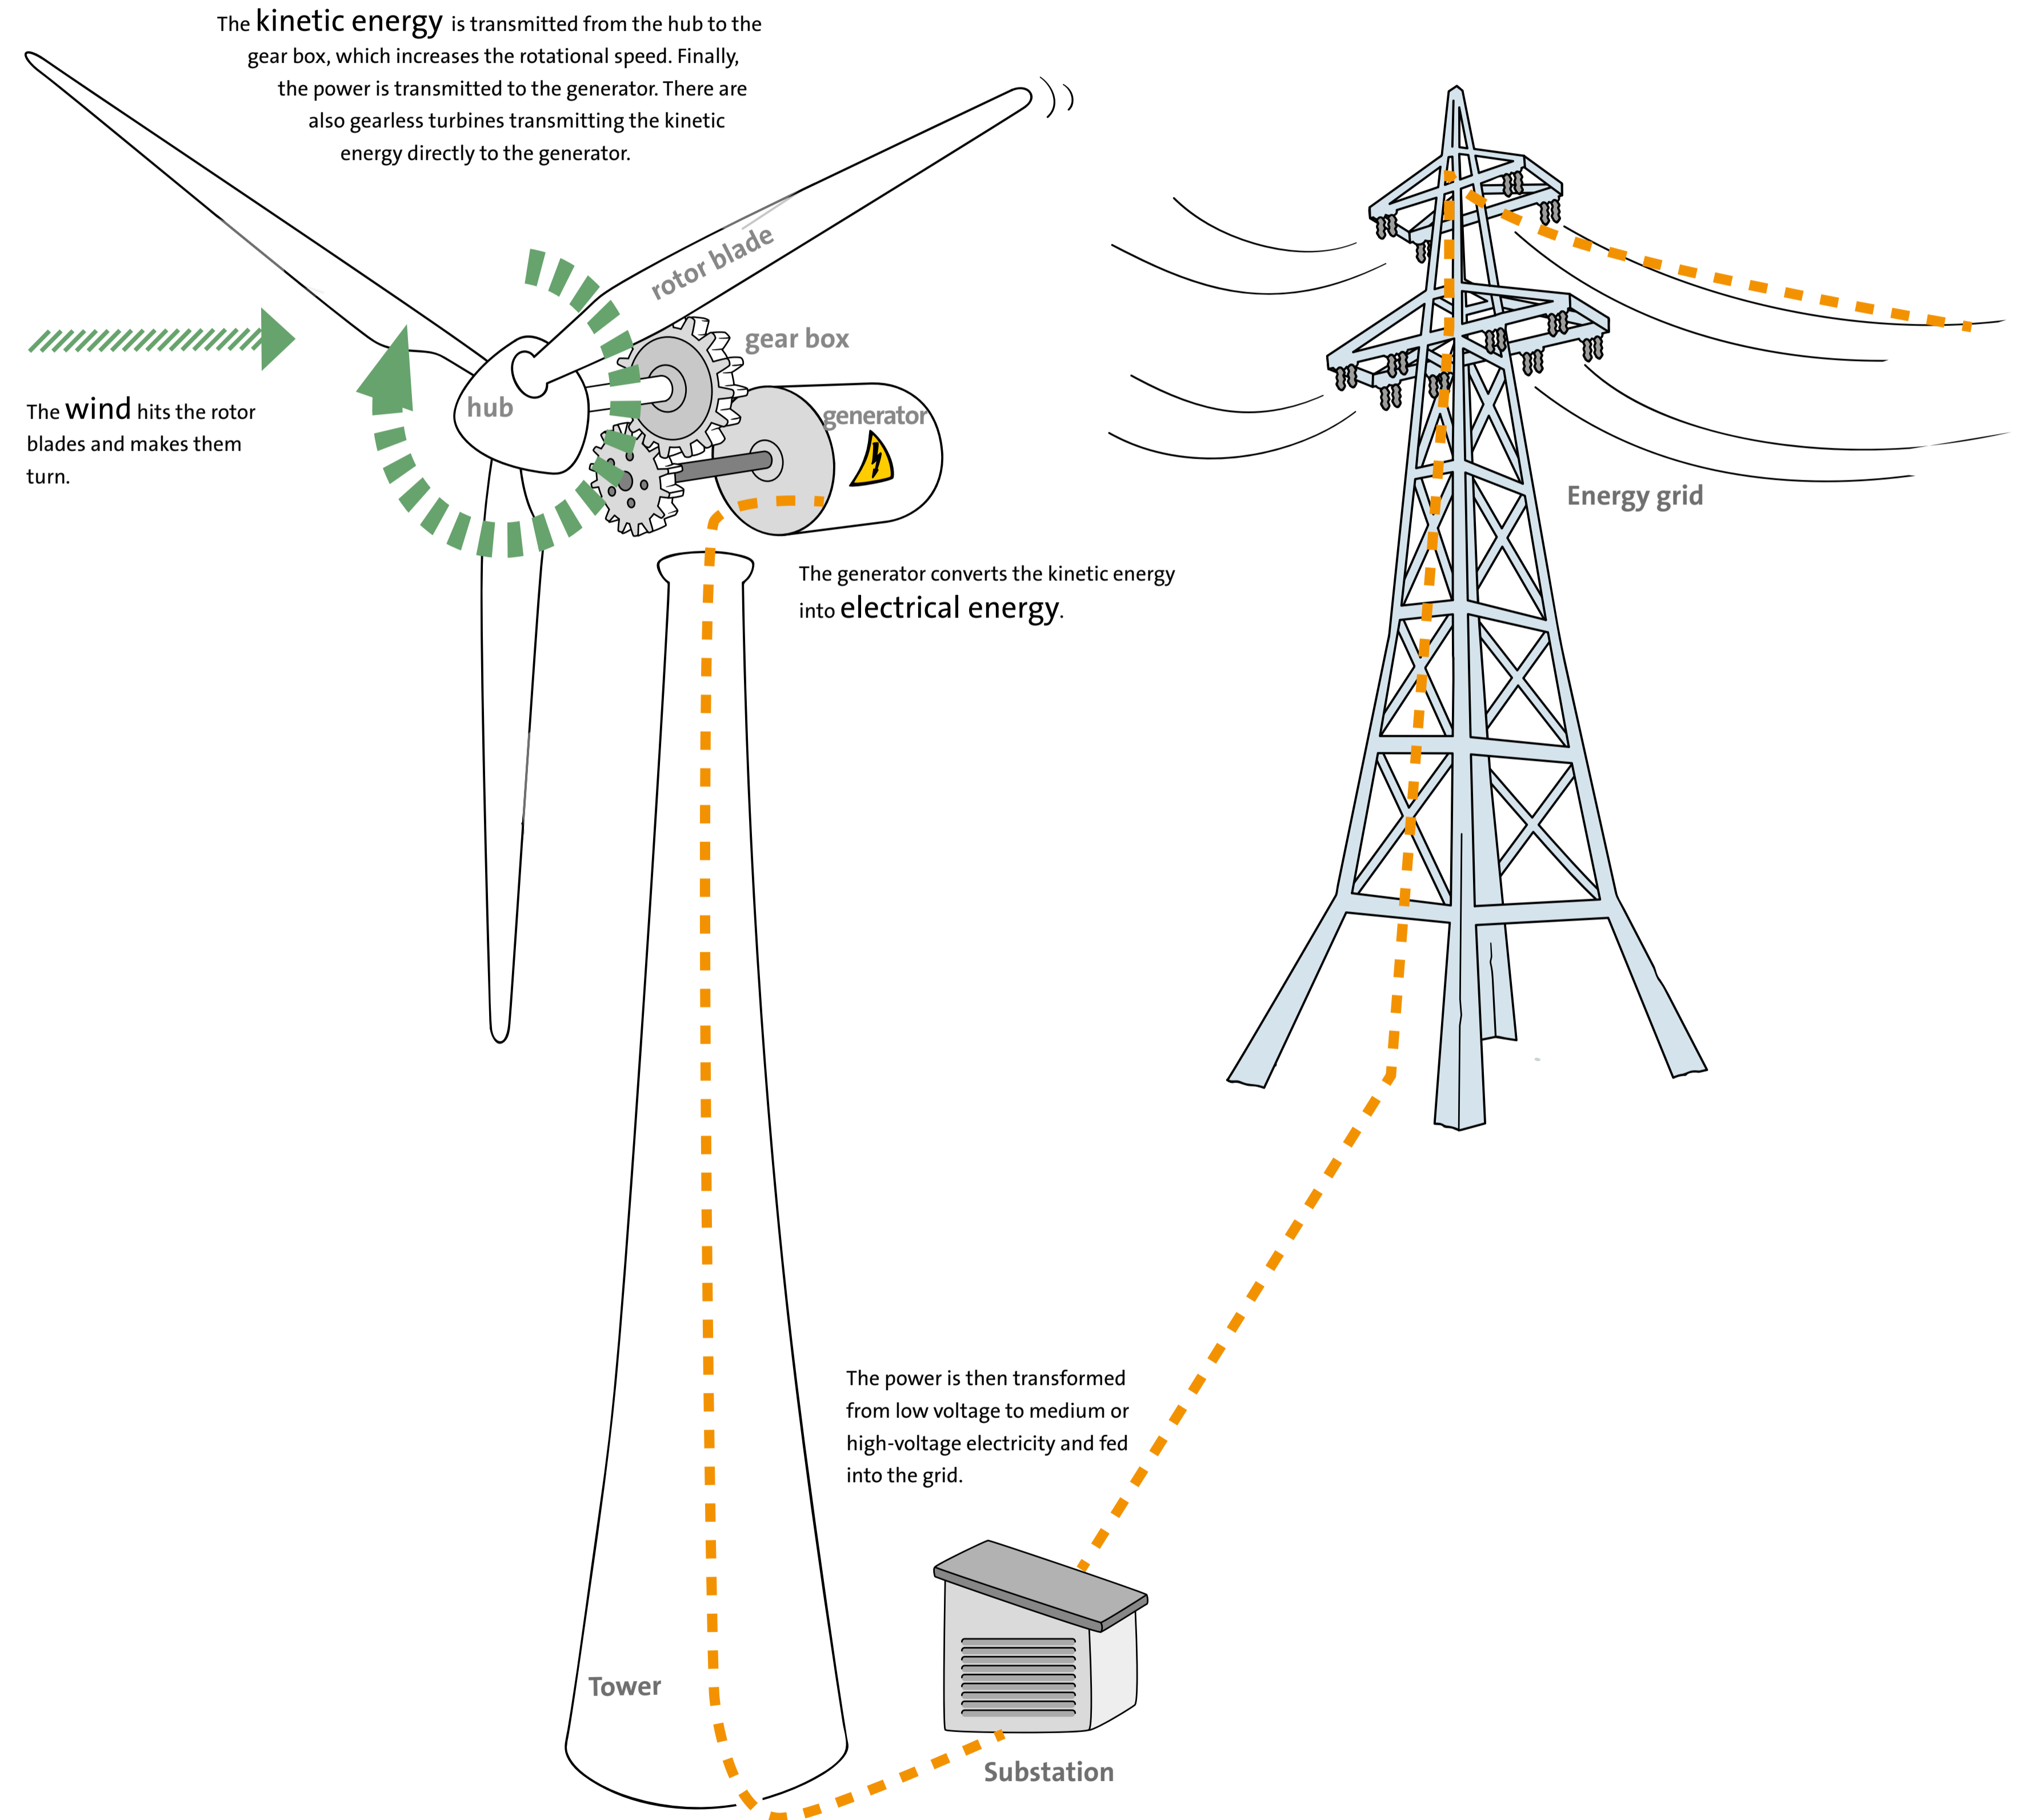 The kinetic energy is transmitted from the hub to the
gear box, which increases the rotational speed. Finally,
the power is transmitted to the generator. There are
also gearless turbines transmitting the kinetic
energy directly to the generator.
rotor blade
gear box
The wind hits the rotor
blades and makes them
turn.
hub
generator
Energy grid
The generator converts the kinetic energy
into electrical energy.
The power is then transformed
from low voltage to medium or
high-voltage electricity and fed
into the grid.
Tower
Substation